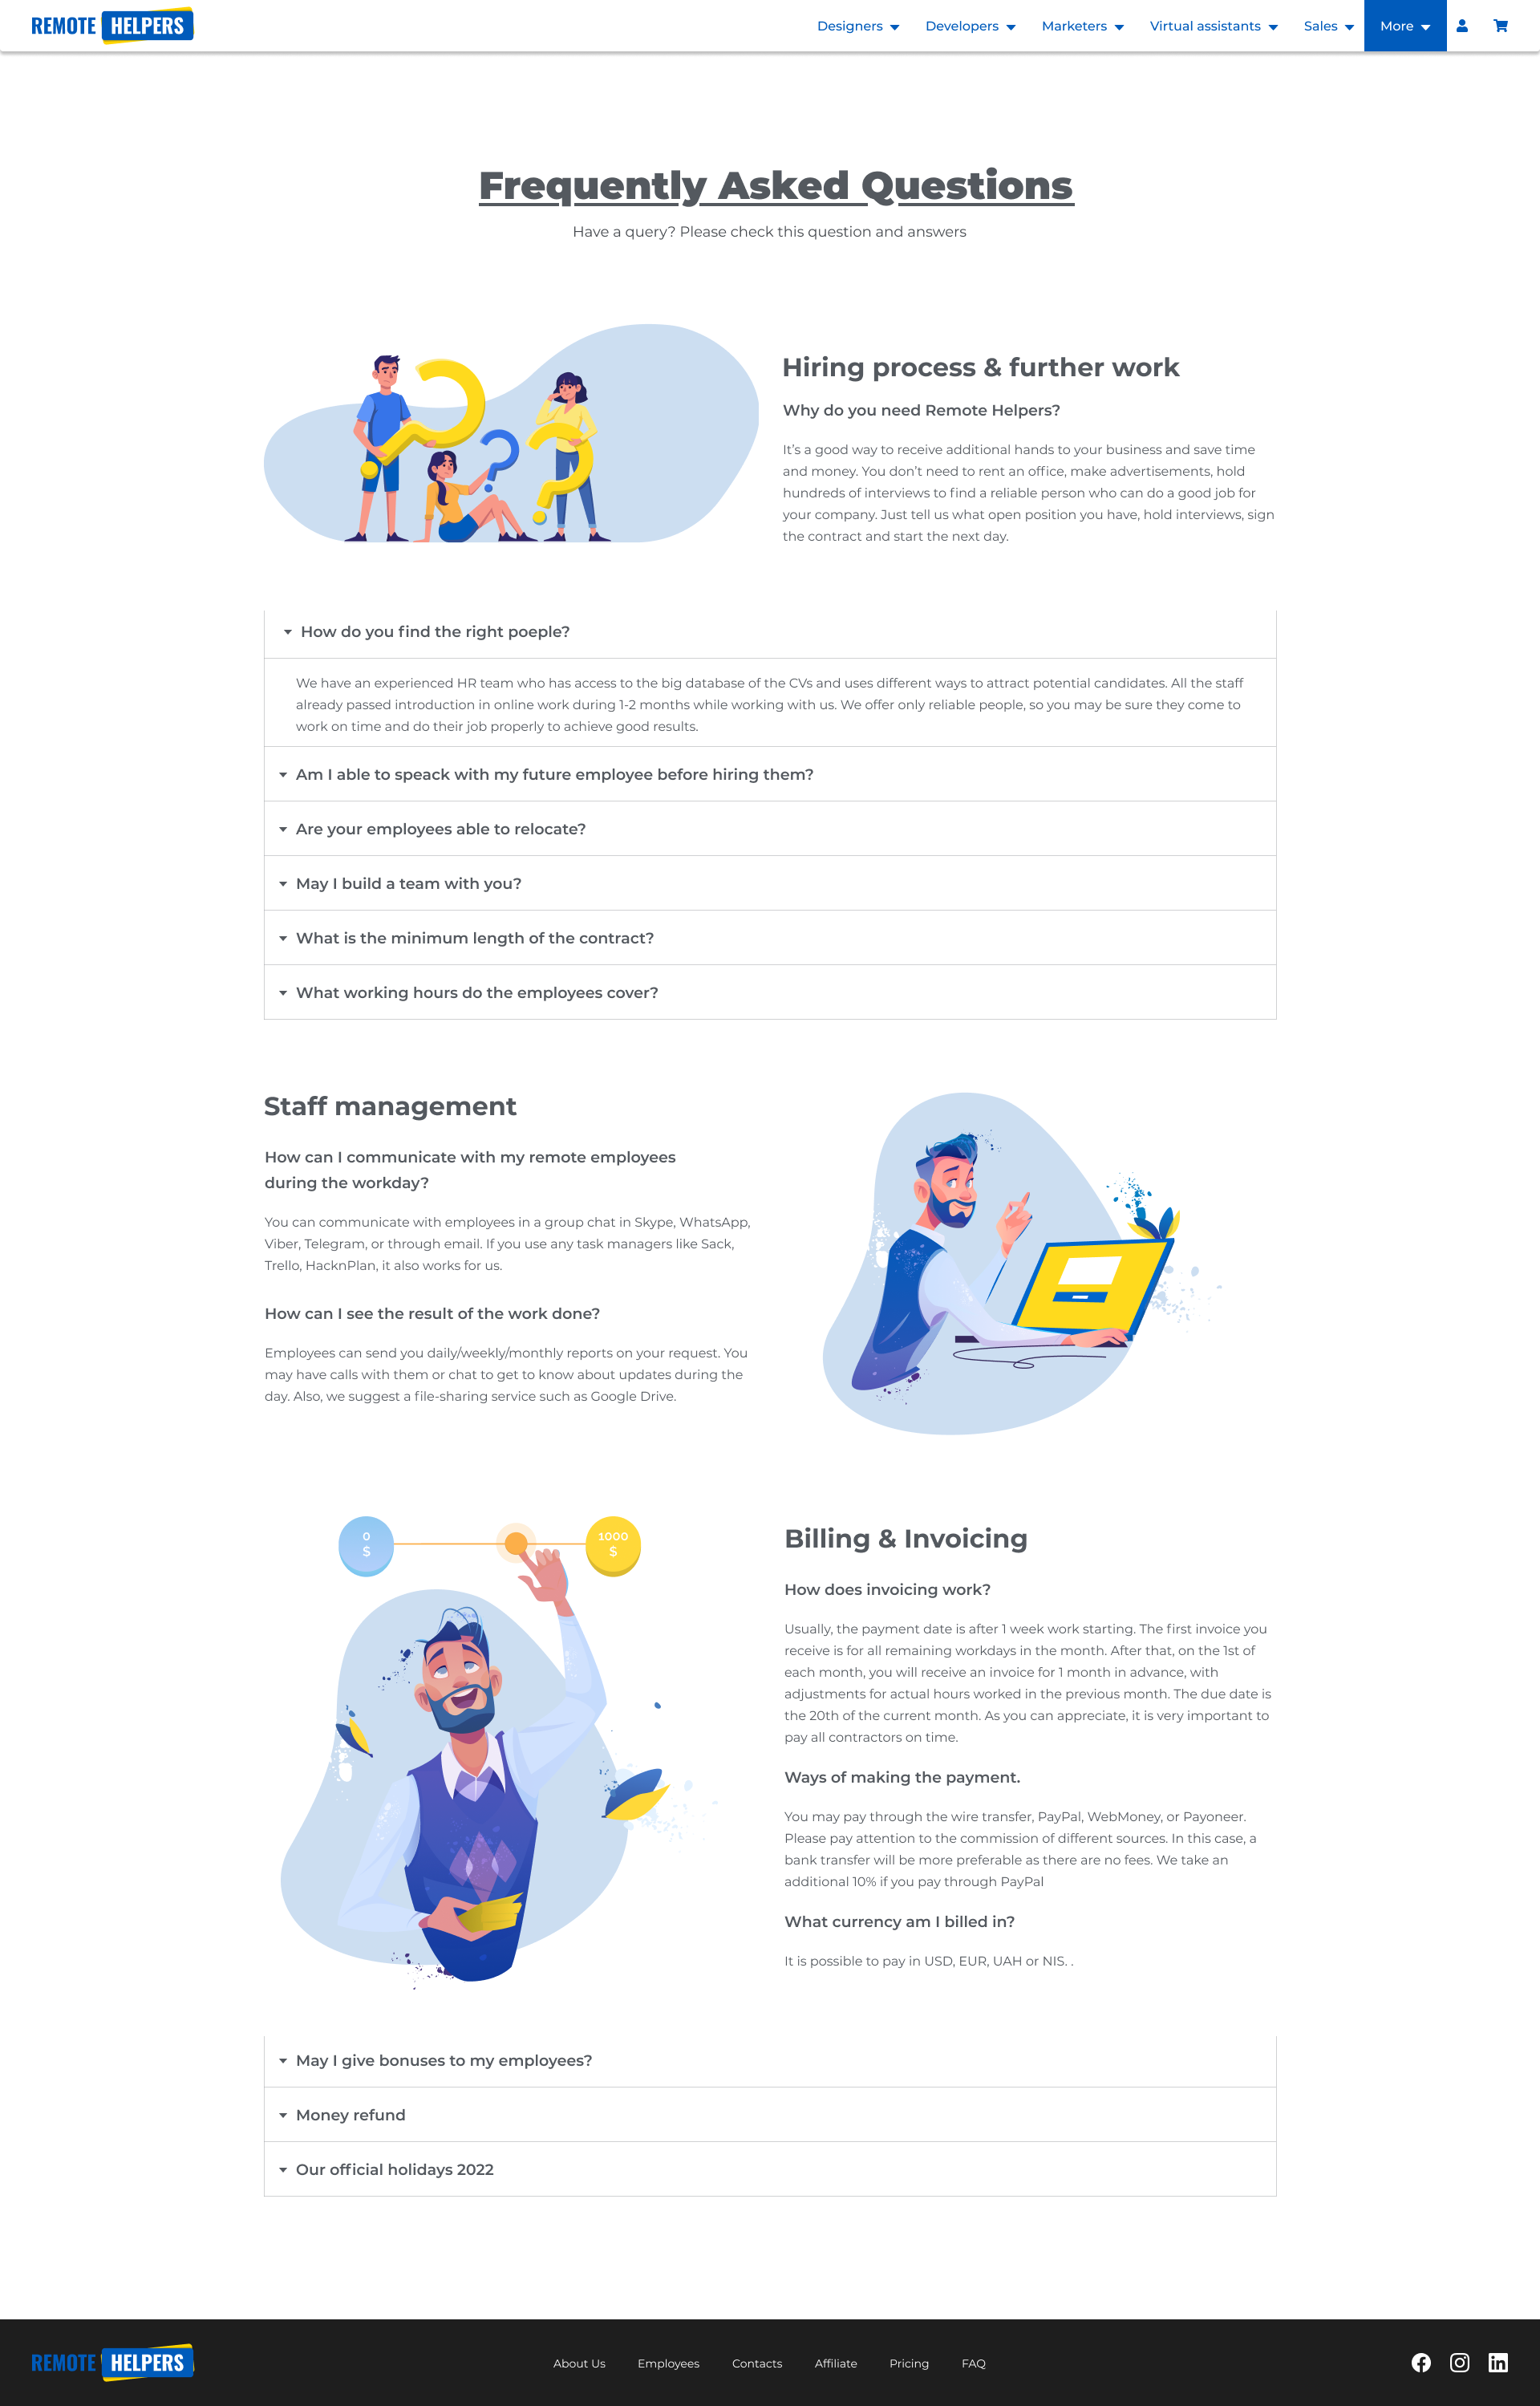 REMOTE HELPERS
Designers
Developers
Marketers
Virtual assistants
Sales
More
Frequently Asked Questions
Have a query? Please check this question and answers
Hiring process & further work
Why do you need Remote Helpers?
It’s a good way to receive additional hands to your business and save time
and money. You don’t need to rent an office, make advertisements, hold
hundreds of interviews to find a reliable person who can do a good job for
your company. Just tell us what open position you have, hold interviews, sign
the contract and start the next day.
How do you find the right poeple?
We have an experienced HR team who has access to the big database of the CVs and uses different ways to attract potential candidates. All the staff
already passed introduction in online work during 1-2 months while working with us. We offer only reliable people, so you may be sure they come to
work on time and do their job properly to achieve good results.
Am I able to speack with my future employee before hiring them?
Are your employees able to relocate?
May I build a team with you?
What is the minimum length of the contract?
What working hours do the employees cover?
Staff management
How can I communicate with my remote employees
during the workday?
You can communicate with employees in a group chat in Skype, WhatsApp,
Viber, Telegram, or through email. If you use any task managers like Sack,
Trello, HacknPlan, it also works for us.
How can I see the result of the work done?
Employees can send you daily/weekly/monthly reports on your request. You
may have calls with them or chat to get to know about updates during the
day. Also, we suggest a file-sharing service such as Google Drive.
0
$
1000
$
Billing & Invoicing
How does invoicing work?
Usually, the payment date is after 1 week work starting. The first invoice you
receive is for all remaining workdays in the month. After that, on the 1st of
each month, you will receive an invoice for 1 month in advance, with
adjustments for actual hours worked in the previous month. The due date is
the 20th of the current month. As you can appreciate, it is very important to
pay all contractors on time.
Ways of making the payment.
You may pay through the wire transfer, PayPal, WebMoney, or Payoneer.
Please pay attention to the commission of different sources. In this case, a
bank transfer will be more preferable as there are no fees. We take an
additional 10% if you pay through PayPal
What currency am I billed in?
It is possible to pay in USD, EUR, UAH or NIS. .
May I give bonuses to my employees?
Money refund
Our official holidays 2022
REMOTE HELPERS
About Us
Employees
Contacts
Affiliate
Pricing
FAQ